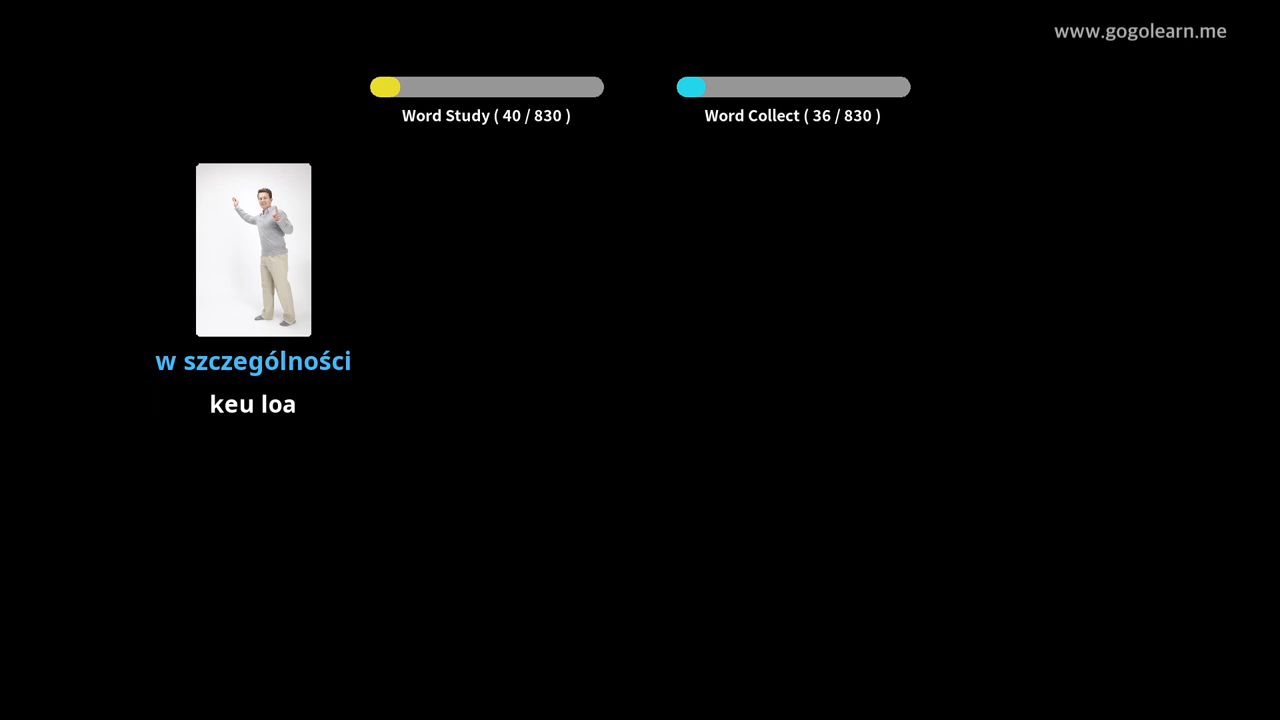 www.gogolearn.me
Word Study ( 40 / 830 )
Word Collect ( 36 / 830 )
w szczególności
keu loa